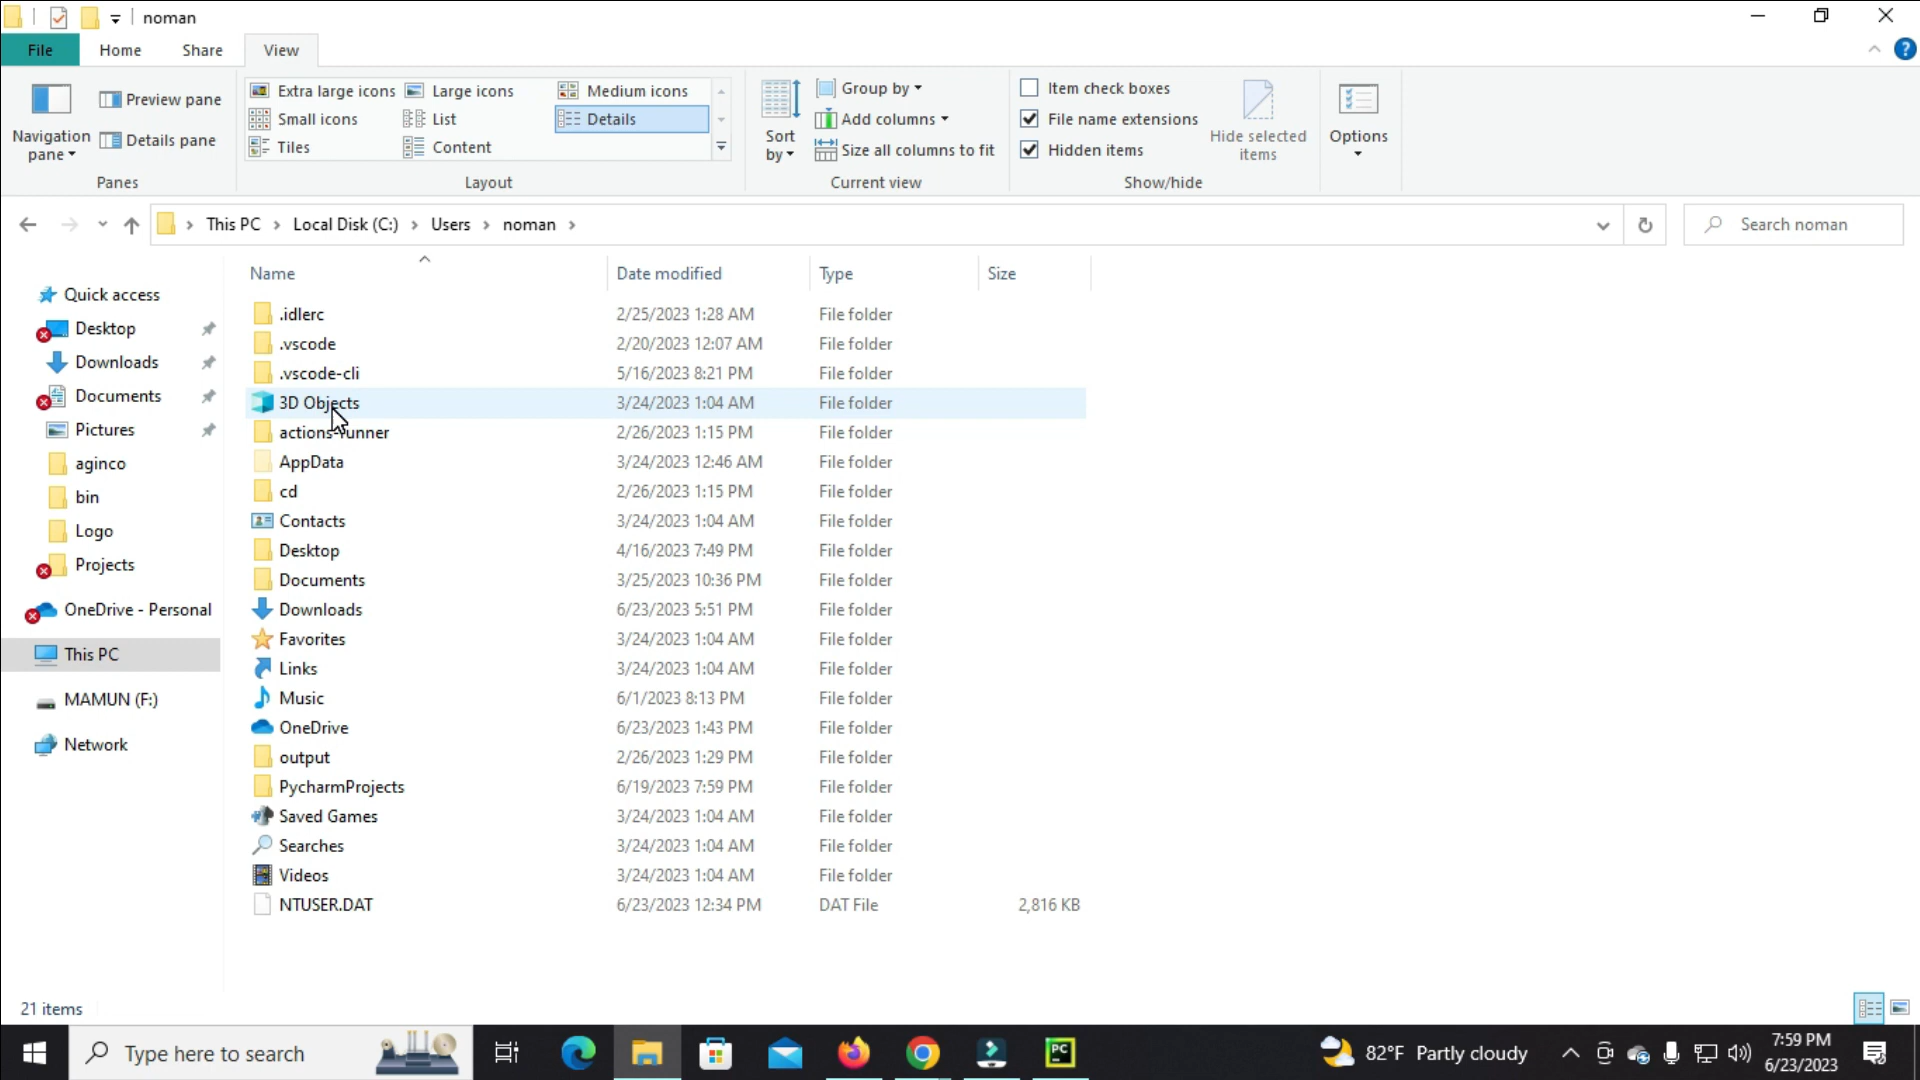 noman
File Home Share View
Navigation pane
Preview pane
Details pane
Panes
Extra large icons Large icons Medium icons
Small icons List Details
Tiles Content
Layout
Sort by
Group by
Add columns
Size all columns to fit
Current view
Item check boxes
File name extensions
Hidden items
Hide selected items
Show/hide
Options
This PC Local Disk (C:) Users noman
Search noman
Quick access
Desktop
Downloads
Documents
Pictures
aginco
bin
Logo
Projects
OneDrive - Personal
This PC
MAMUN (F:)
Network
Name Date modified Type Size
.idlerc 2/25/2023 1:28 AM File folder
.vscode 2/20/2023 12:07 AM File folder
.vscode-cli 5/16/2023 8:21 PM File folder
3D Objects 3/24/2023 1:04 AM File folder
actions-runner 2/26/2023 1:15 PM File folder
AppData 3/24/2023 12:46 AM File folder
cd 2/26/2023 1:15 PM File folder
Contacts 3/24/2023 1:04 AM File folder
Desktop 4/16/2023 7:49 PM File folder
Documents 3/25/2023 10:36 PM File folder
Downloads 6/23/2023 5:51 PM File folder
Favorites 3/24/2023 1:04 AM File folder
Links 3/24/2023 1:04 AM File folder
Music 6/1/2023 8:13 PM File folder
OneDrive 6/23/2023 1:43 PM File folder
output 2/26/2023 1:29 PM File folder
PycharmProjects 6/19/2023 7:59 PM File folder
Saved Games 3/24/2023 1:04 AM File folder
Searches 3/24/2023 1:04 AM File folder
Videos 3/24/2023 1:04 AM File folder
NTUSER.DAT 6/23/2023 12:34 PM DAT File 2,816 KB
21 items
Type here to search
PC
82°F Partly cloudy
7:59 PM
6/23/2023